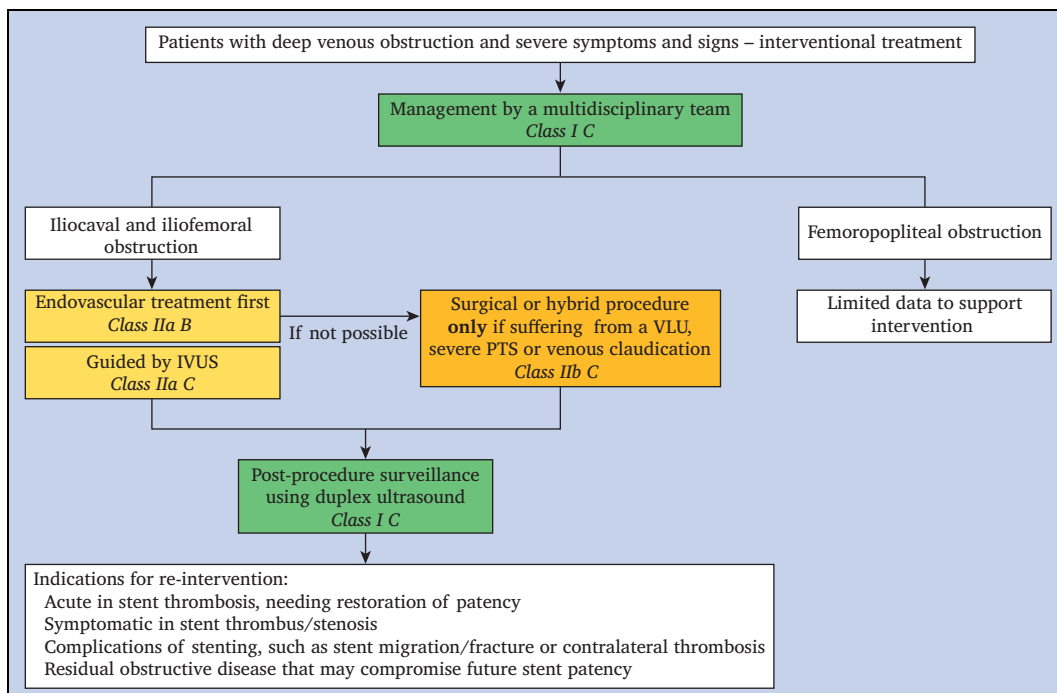 Patients with deep venous obstruction and severe symptoms and signs – interventional treatment
Management by a multidisciplinary team
Class I C
Iliocaval and iliofemoral
obstruction
Femoropopliteal obstruction
Endovascular treatment first
Class IIa B
If not possible
Surgical or hybrid procedure
only if suffering from a VLU,
severe PTS or venous claudication
Class IIb C
Limited data to support
intervention
Guided by IVUS
Class IIa C
Post-procedure surveillance
using duplex ultrasound
Class I C
Indications for re-intervention:
Acute in stent thrombosis, needing restoration of patency
Symptomatic in stent thrombus/stenosis
Complications of stenting, such as stent migration/fracture or contralateral thrombosis
Residual obstructive disease that may compromise future stent patency